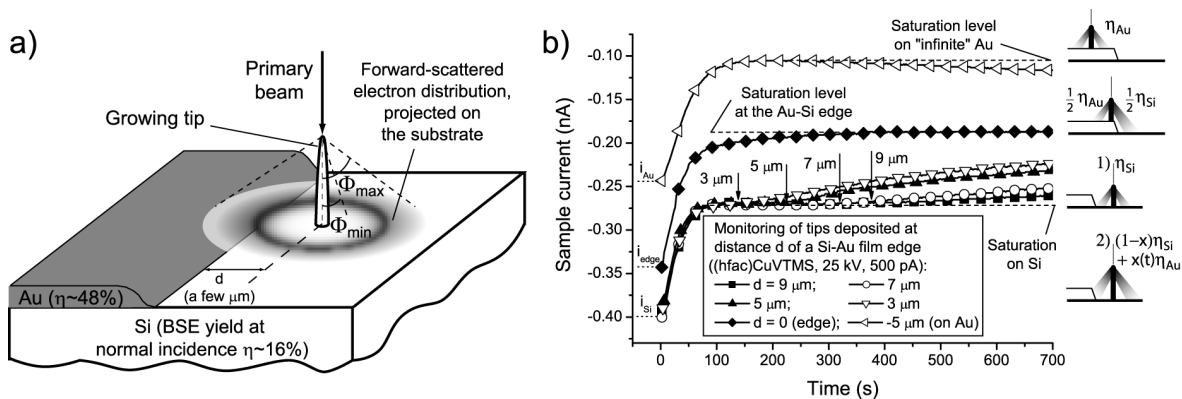 a)
Primary
beam
Growing tip
Forward-scattered
electron distribution,
projected on
the substrate
Φmax
Φmin
d
(a few μm)
Au (η~48%)
Si (BSE yield at
normal incidence η~16%)
b)
Sample current (nA)
-0.10
-0.15
-0.20
-0.25
-0.30
-0.35
-0.40
iAu
iedge
iSi
Saturation level
on "infinite" Au
Saturation level
at the Au-Si edge
3 μm
5 μm
7 μm
9 μm
Monitoring of tips deposited at
distance d of a Si-Au film edge
((hfac)CuVTMS, 25 kV, 500 pA):
d = 9 μm; 7 μm
5 μm; 3 μm
d = 0 (edge); -5 μm (on Au)
Saturation
on Si
0 100 200 300 400 500 600 700
Time (s)
ηAu
1/2 ηAu 1/2 ηSi
1) ηSi
2) (1-x)ηSi
+ x(t)ηAu